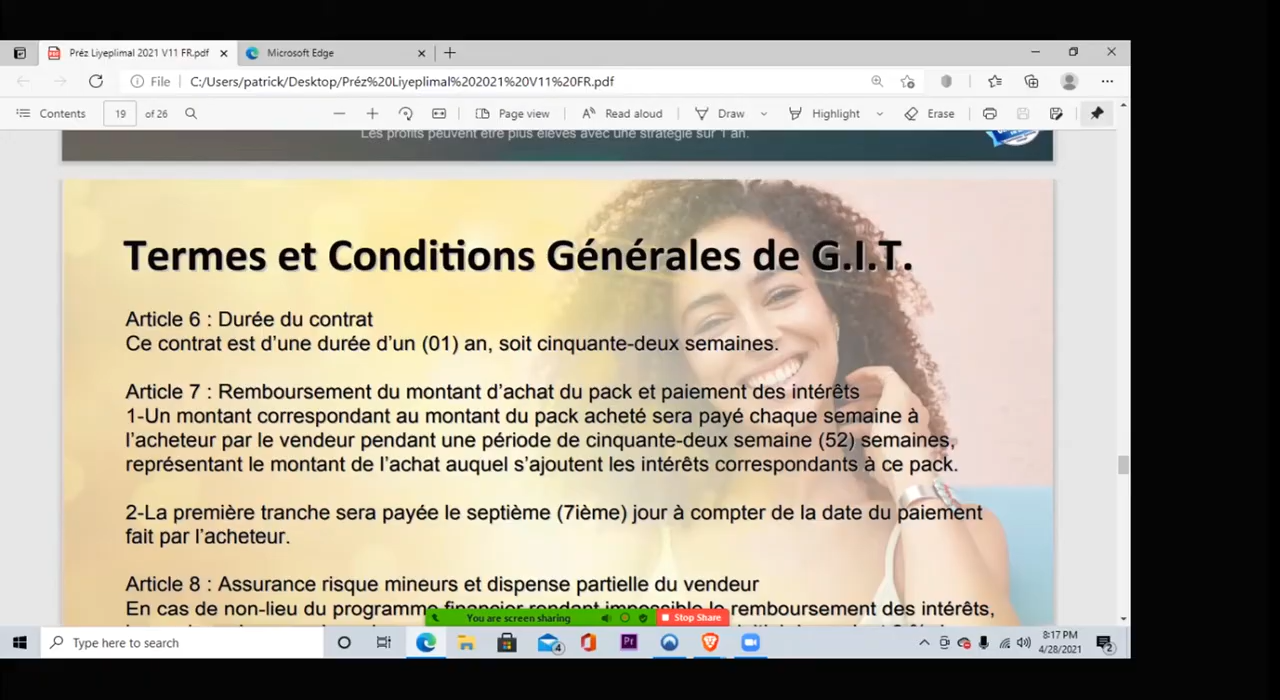 Préz Liyeplimal 2021 V11 FR.pdf
Microsoft Edge
File
C:/Users/patrick/Desktop/Préz%20Liyeplimal%202021%20V11%20FR.pdf
Contents
19
of 26
Page view
Read aloud
Draw
Highlight
Erase
Les profits peuvent être plus élevés avec une stratégie sur 1 an.
Termes et Conditions Générales de G.I.T.
Article 6 : Durée du contrat
Ce contrat est d’une durée d’un (01) an, soit cinquante-deux semaines.
Article 7 : Remboursement du montant d’achat du pack et paiement des intérêts
1-Un montant correspondant au montant du pack acheté sera payé chaque semaine à
l’acheteur par le vendeur pendant une période de cinquante-deux semaine (52) semaines,
représentant le montant de l’achat auquel s’ajoutent les intérêts correspondants à ce pack.
2-La première tranche sera payée le septième (7ième) jour à compter de la date du paiement
fait par l’acheteur.
Article 8 : Assurance risque mineurs et dispense partielle du vendeur
En cas de non-lieu du programme financier rendant impossible le remboursement des intérêts,
You are screen sharing
Stop Share
Type here to search
4
Pr
8:17 PM
4/28/2021
2